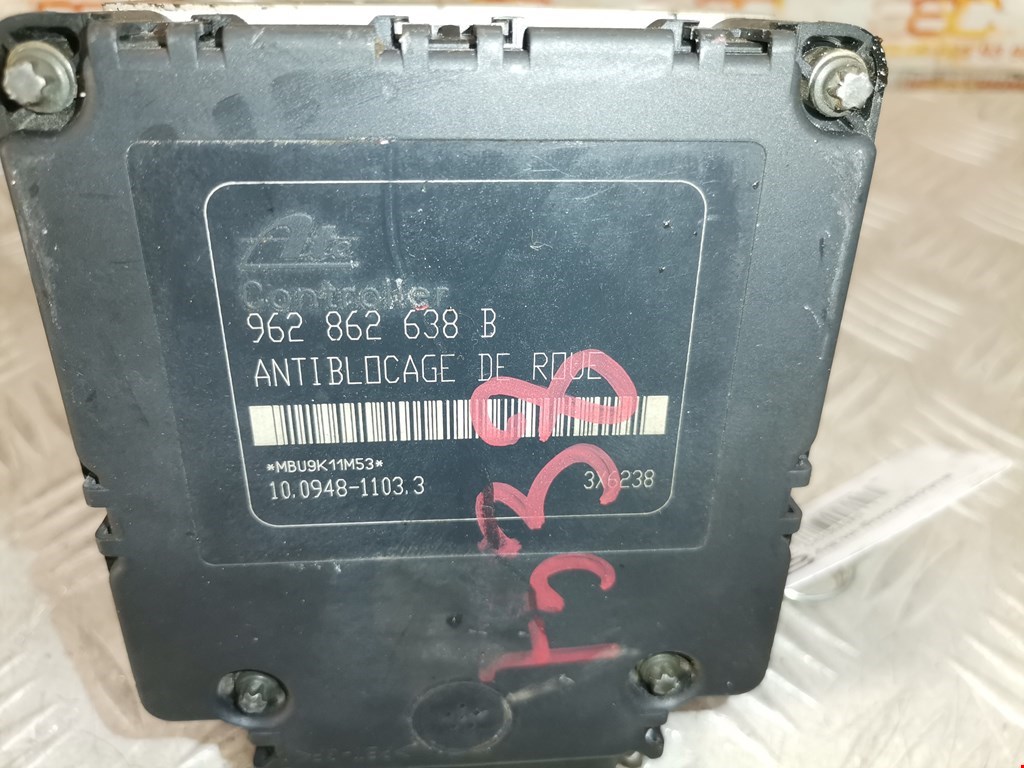 Ate
Controller
962 862 638 B
ANTIBLOCAGE DE ROUE
*MBU9K11M53*
10.0948-1103.3 3X6238